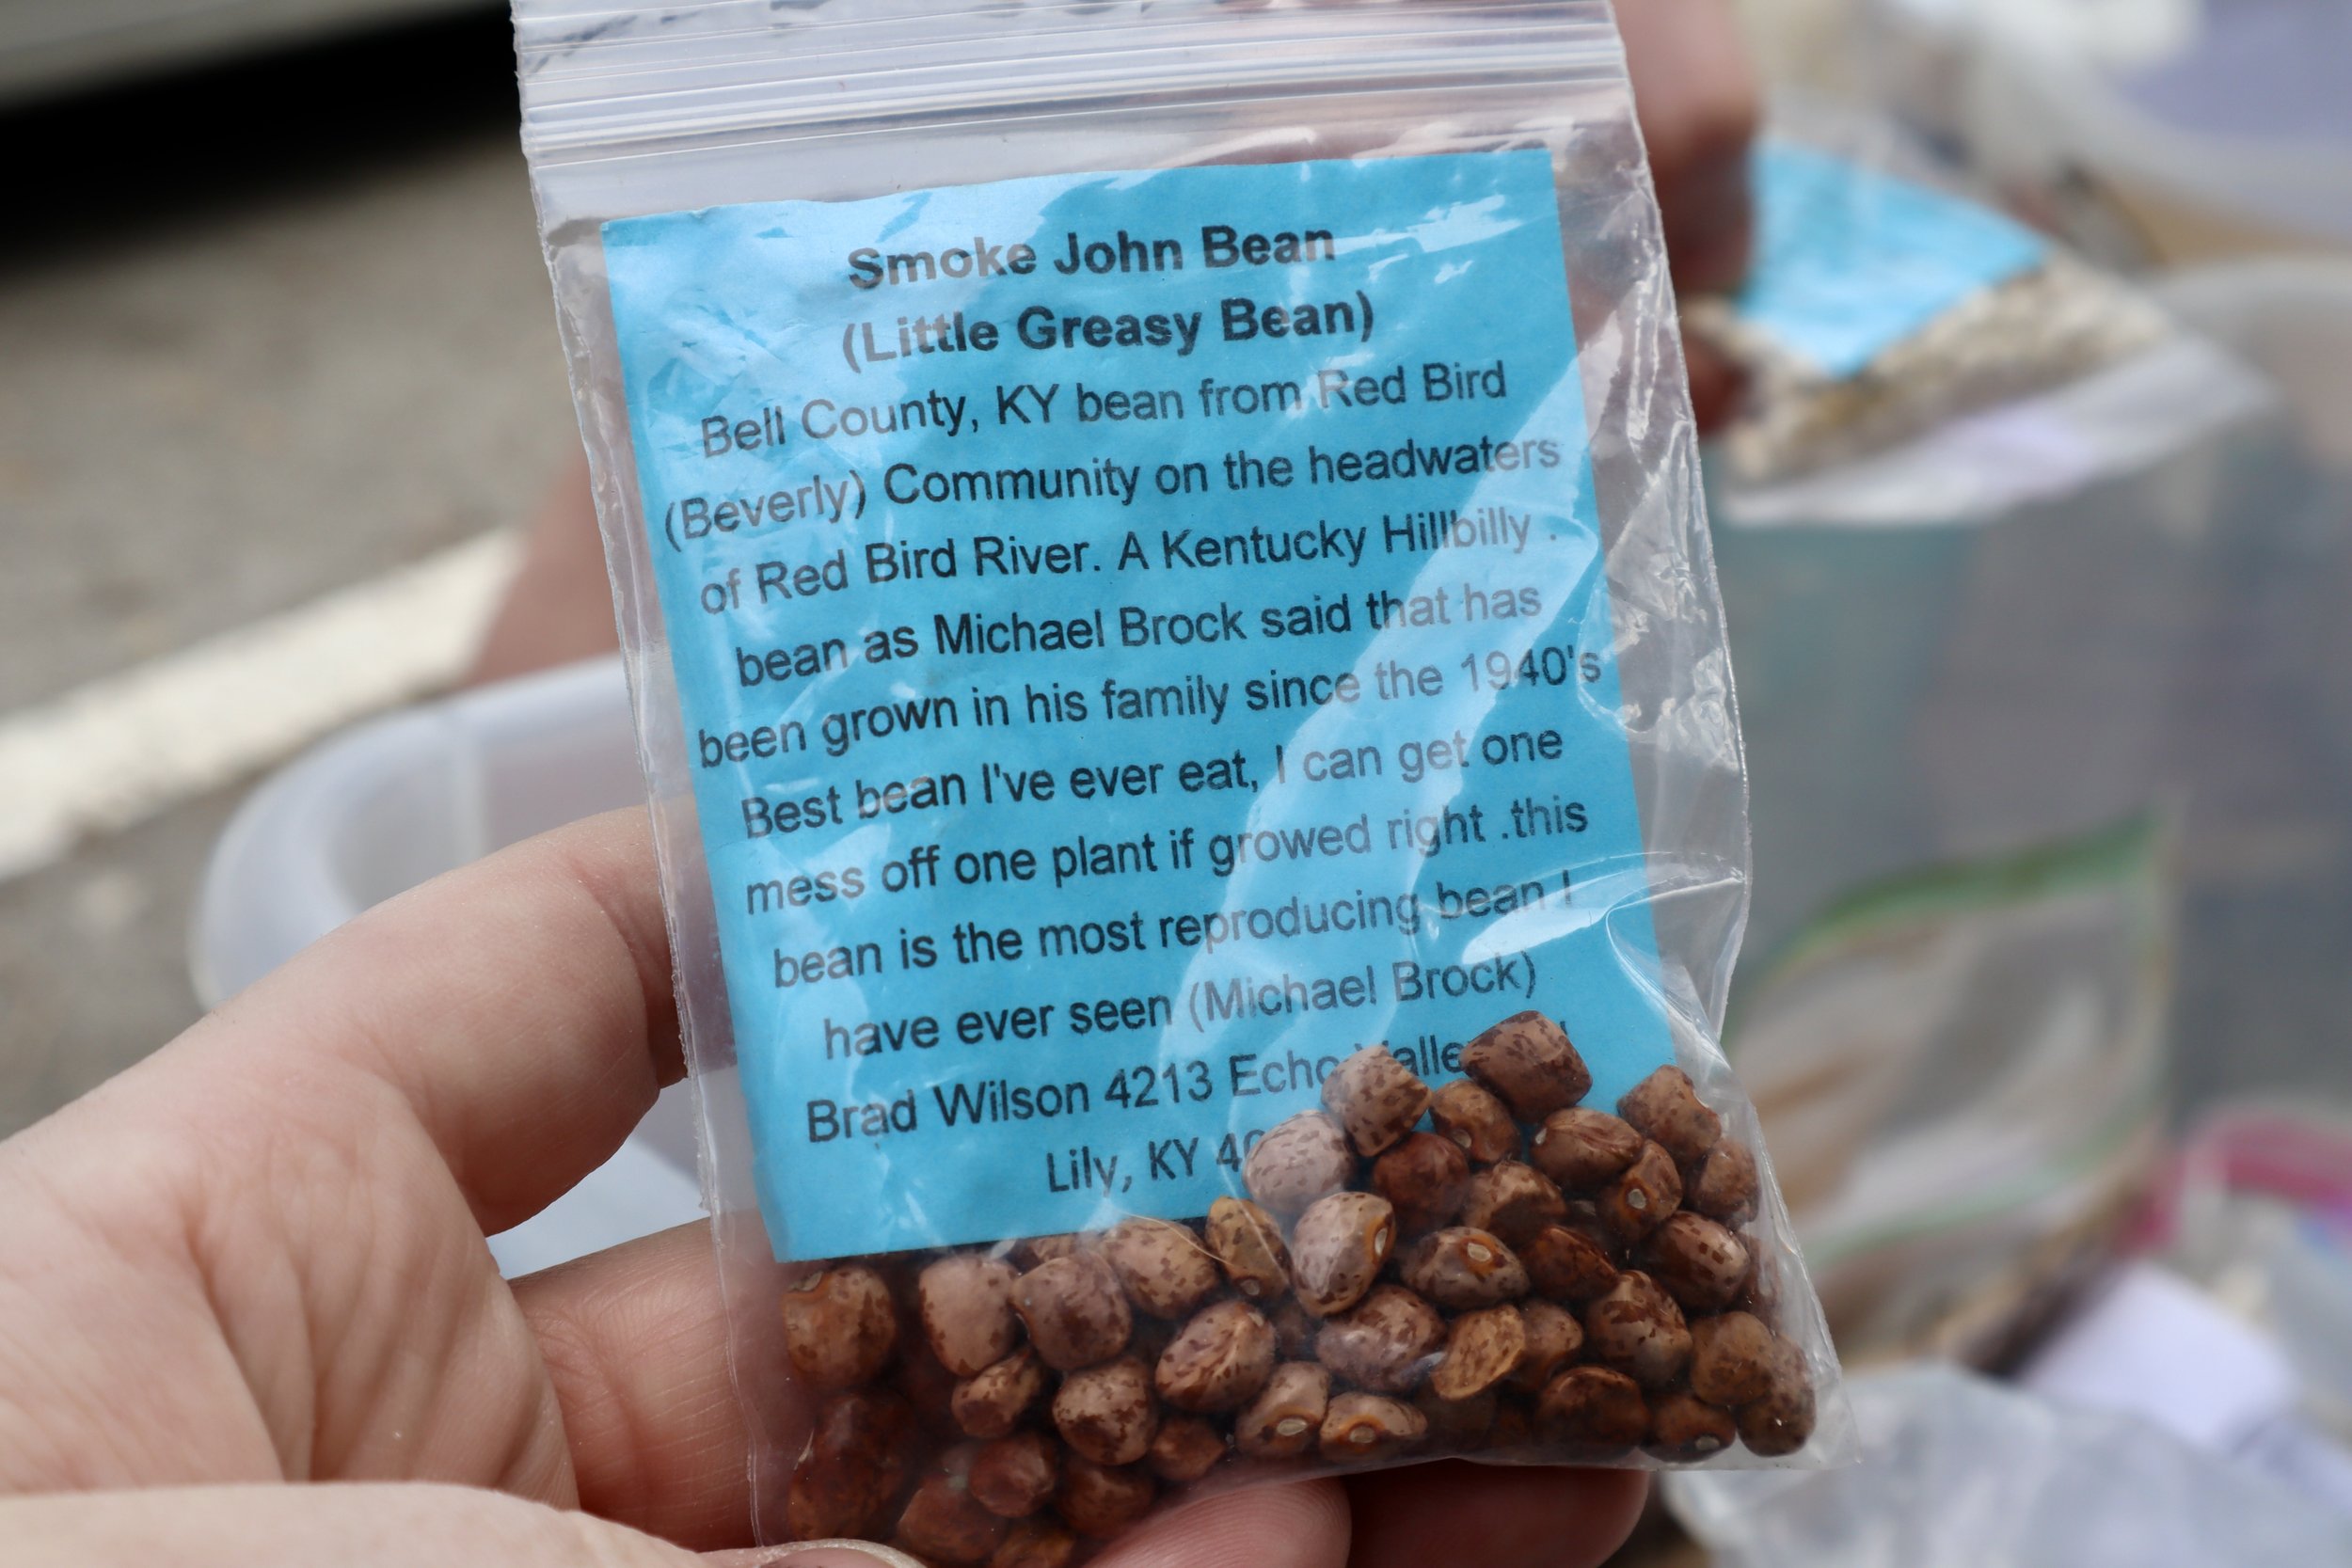 Smoke John Bean
(Little Greasy Bean)
Bell County, KY bean from Red Bird
(Beverly) Community on the headwaters
of Red Bird River. A Kentucky Hillbilly .
bean as Michael Brock said that has
been grown in his family since the 1940's
Best bean I've ever eat, I can get one
mess off one plant if growed right .this
bean is the most reproducing bean I
have ever seen (Michael Brock)
Brad Wilson 4213 Echo
Lily, KY